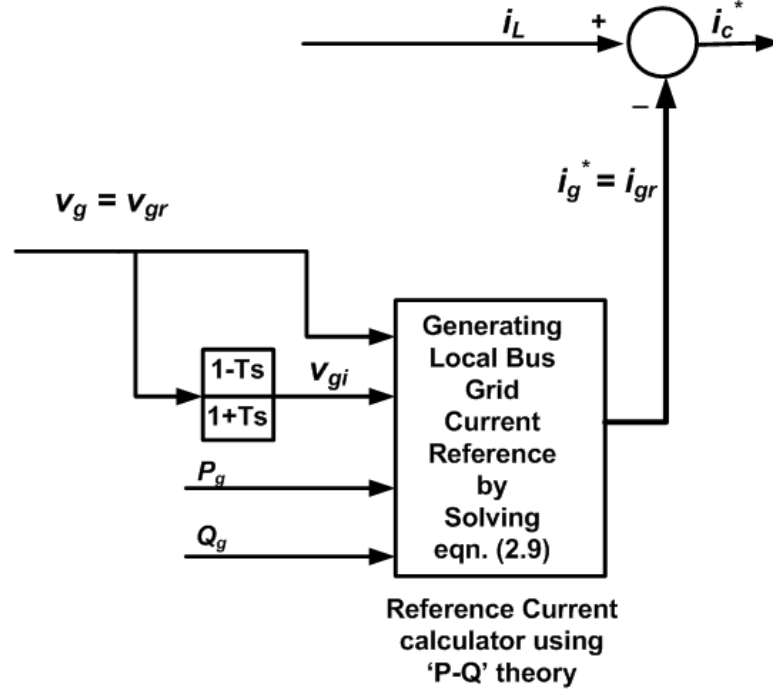 i_L + i_c^*
–
i_g^* = i_gr
v_g = v_gr
Generating
Local Bus
Grid
Current
Reference
by
Solving
eqn. (2.9)
1-Ts
1+Ts
v_gi
P_g
Q_g
Reference Current
calculator using
‘P-Q’ theory